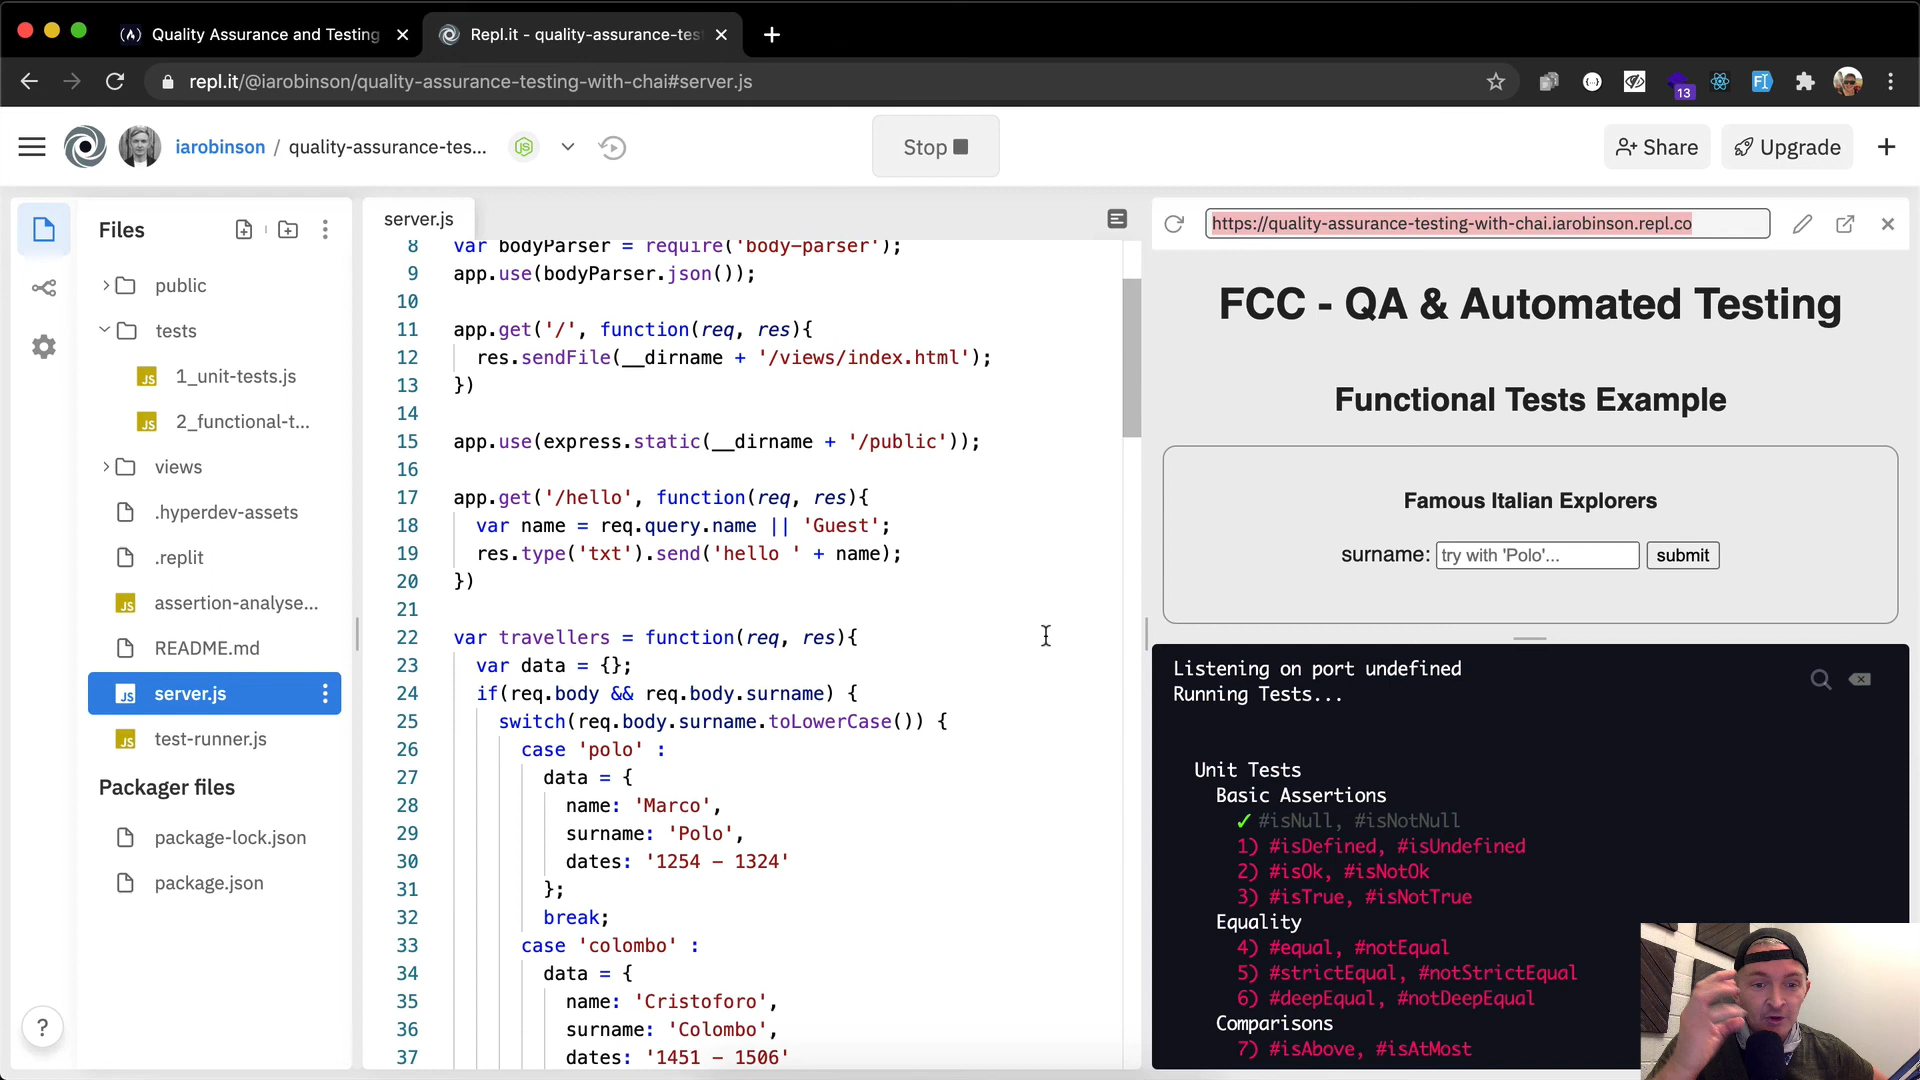 Quality Assurance and Testing
Repl.it - quality-assurance-tes
repl.it/@iarobinson/quality-assurance-testing-with-chai#server.js
13
iarobinson / quality-assurance-tes...
Stop
Share
Upgrade
Files
public
tests
JS 1_unit-tests.js
JS 2_functional-t...
views
.hyperdev-assets
.replit
JS assertion-analyse...
README.md
JS server.js
JS test-runner.js
Packager files
package-lock.json
package.json
?
server.js
8 var bodyParser = require('body-parser');
9 app.use(bodyParser.json());
10
11 app.get('/', function(req, res){
12 res.sendFile(__dirname + '/views/index.html');
13 })
14
15 app.use(express.static(__dirname + '/public'));
16
17 app.get('/hello', function(req, res){
18 var name = req.query.name || 'Guest';
19 res.type('txt').send('hello ' + name);
20 })
21
22 var travellers = function(req, res){
23 var data = {};
24 if(req.body && req.body.surname) {
25 switch(req.body.surname.toLowerCase()) {
26 case 'polo' :
27 data = {
28 name: 'Marco',
29 surname: 'Polo',
30 dates: '1254 - 1324'
31 };
32 break;
33 case 'colombo' :
34 data = {
35 name: 'Cristoforo',
36 surname: 'Colombo',
37 dates: '1451 - 1506'
https://quality-assurance-testing-with-chai.iarobinson.repl.co
FCC - QA & Automated Testing
Functional Tests Example
Famous Italian Explorers
surname: try with 'Polo'... submit
Listening on port undefined
Running Tests...
Unit Tests
Basic Assertions
✓ #isNull, #isNotNull
1) #isDefined, #isUndefined
2) #isOk, #isNotOk
3) #isTrue, #isNotTrue
Equality
4) #equal, #notEqual
5) #strictEqual, #notStrictEqual
6) #deepEqual, #notDeepEqual
Comparisons
7) #isAbove, #isAtMost